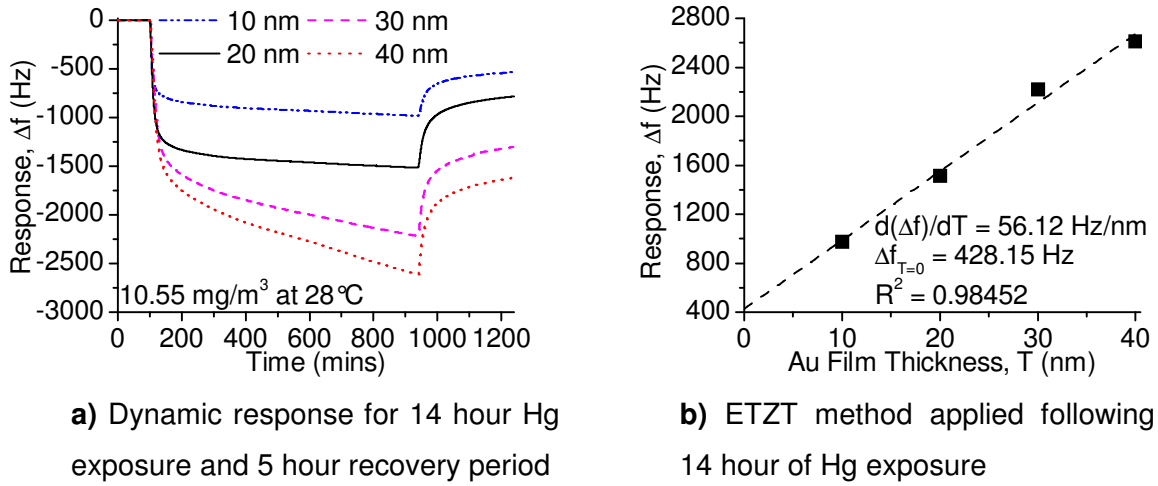 0
-500
-1000
-1500
-2000
-2500
-3000
Response, Δf (Hz)
10 nm
30 nm
20 nm
40 nm
10.55 mg/m³ at 28°C
0 200 400 600 800 1000 1200
Time (mins)
2800
2400
2000
1600
1200
800
400
Response, Δf (Hz)
d(Δf)/dT = 56.12 Hz/nm
Δf_T=0 = 428.15 Hz
R² = 0.98452
0 10 20 30 40
Au Film Thickness, T (nm)
a) Dynamic response for 14 hour Hg
exposure and 5 hour recovery period
b) ETZT method applied following
14 hour of Hg exposure